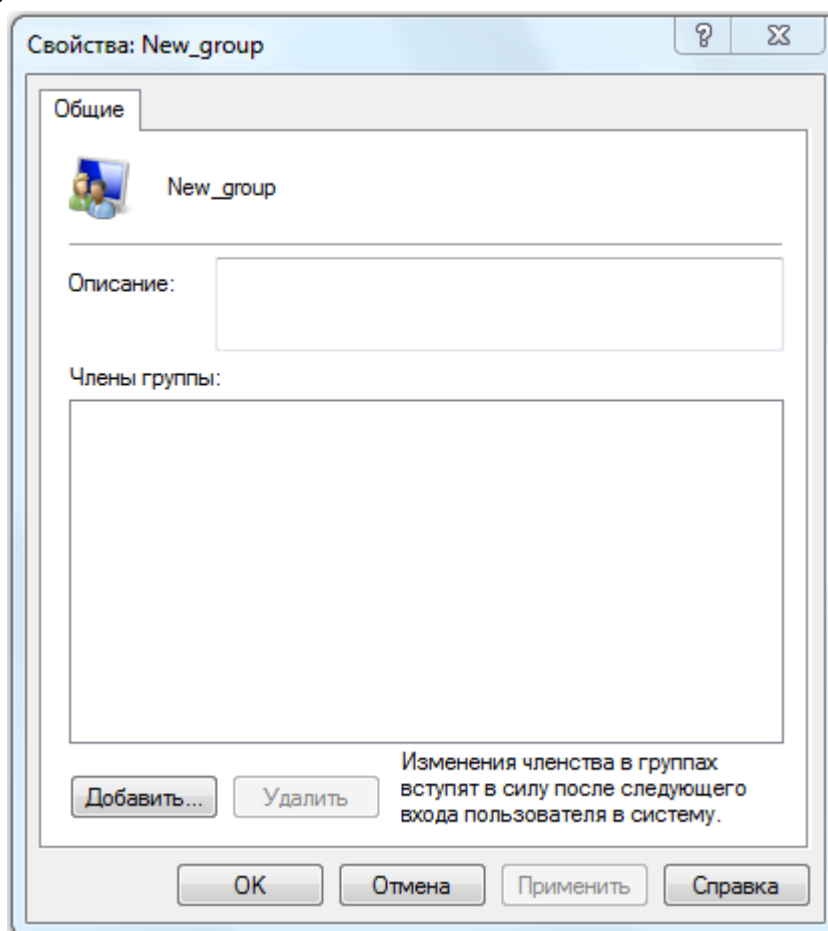 Свойства: New_group
Общие
New_group
Описание:
Члены группы:
Добавить...
Удалить
Изменения членства в группах
вступят в силу после следующего
входа пользователя в систему.
OK
Отмена
Применить
Справка